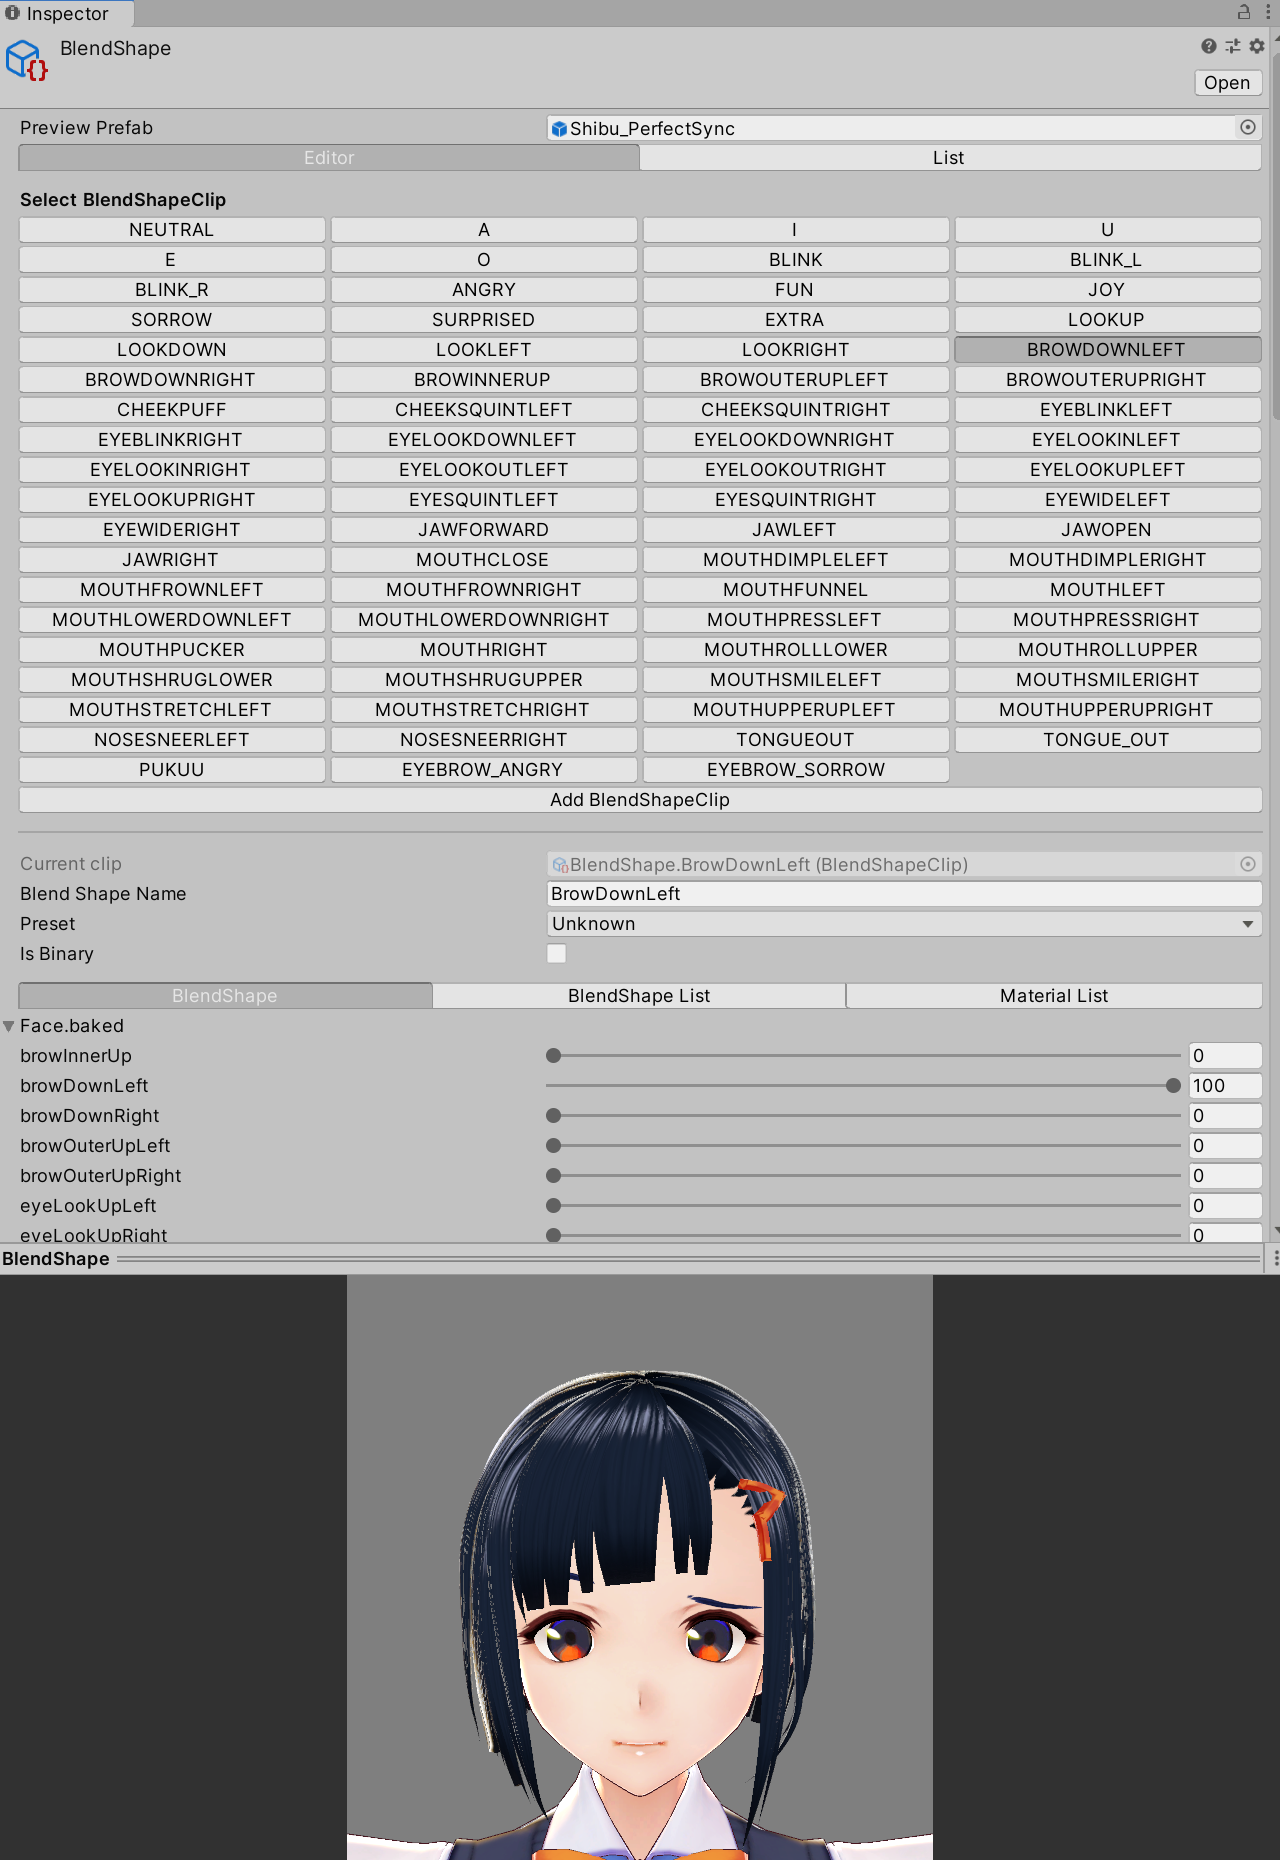 Inspector
BlendShape
Open
Preview Prefab Shibu_PerfectSync
Editor List
Select BlendShapeClip
NEUTRAL A I U
E O BLINK BLINK_L
BLINK_R ANGRY FUN JOY
SORROW SURPRISED EXTRA LOOKUP
LOOKDOWN LOOKLEFT LOOKRIGHT BROWDOWNLEFT
BROWDOWNRIGHT BROWINNERUP BROWOUTERUPLEFT BROWOUTERUPRIGHT
CHEEKPUFF CHEEKSQUINTLEFT CHEEKSQUINTRIGHT EYEBLINKLEFT
EYEBLINKRIGHT EYELOOKDOWNLEFT EYELOOKDOWNRIGHT EYELOOKINLEFT
EYELOOKINRIGHT EYELOOKOUTLEFT EYELOOKOUTRIGHT EYELOOKUPLEFT
EYELOOKUPRIGHT EYESQUINTLEFT EYESQUINTRIGHT EYEWIDELEFT
EYEWIDERIGHT JAWFORWARD JAWLEFT JAWOPEN
JAWRIGHT MOUTHCLOSE MOUTHDIMPLELEFT MOUTHDIMPLERIGHT
MOUTHFROWNLEFT MOUTHFROWNRIGHT MOUTHFUNNEL MOUTHLEFT
MOUTHLOWERDOWNLEFT MOUTHLOWERDOWNRIGHT MOUTHPRESSLEFT MOUTHPRESSRIGHT
MOUTHPUCKER MOUTHRIGHT MOUTHROLLLOWER MOUTHROLLUPPER
MOUTHSHRUGLOWER MOUTHSHRUGUPPER MOUTHSMILELEFT MOUTHSMILERIGHT
MOUTHSTRETCHLEFT MOUTHSTRETCHRIGHT MOUTHUPPERUPLEFT MOUTHUPPERUPRIGHT
NOSESNEERLEFT NOSESNEERRIGHT TONGUEOUT TONGUE_OUT
PUKUU EYEBROW_ANGRY EYEBROW_SORROW
Add BlendShapeClip
Current clip BlendShape.BrowDownLeft (BlendShapeClip)
Blend Shape Name BrowDownLeft
Preset Unknown
Is Binary
BlendShape BlendShape List Material List
Face.baked
browInnerUp 0
browDownLeft 100
browDownRight 0
browOuterUpLeft 0
browOuterUpRight 0
eyeLookUpLeft 0
eyeLookUpRight 0
BlendShape